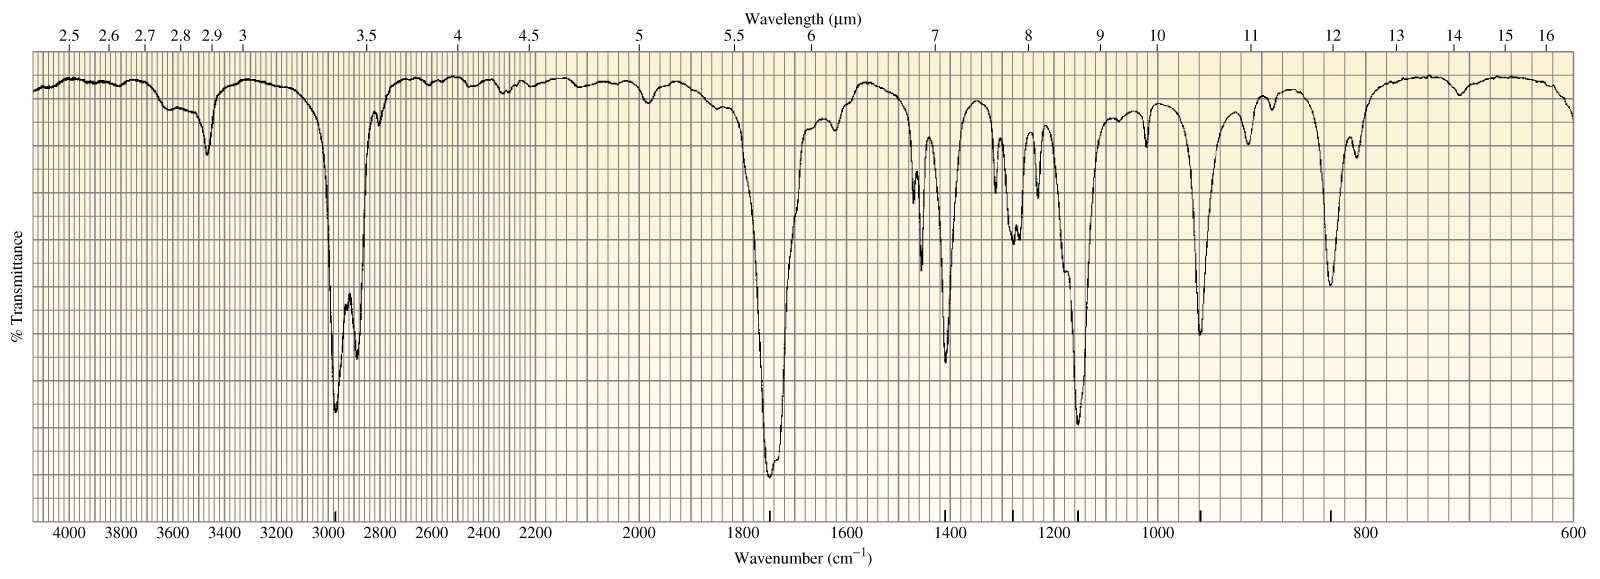 Wavelength (μm)
2.5 2.6 2.7 2.8 2.9 3 3.5 4 4.5 5 5.5 6 7 8 9 10 11 12 13 14 15 16
% Transmittance
4000 3800 3600 3400 3200 3000 2800 2600 2400 2200 2000 1800 1600 1400 1200 1000 800 600
Wavenumber (cm⁻¹)